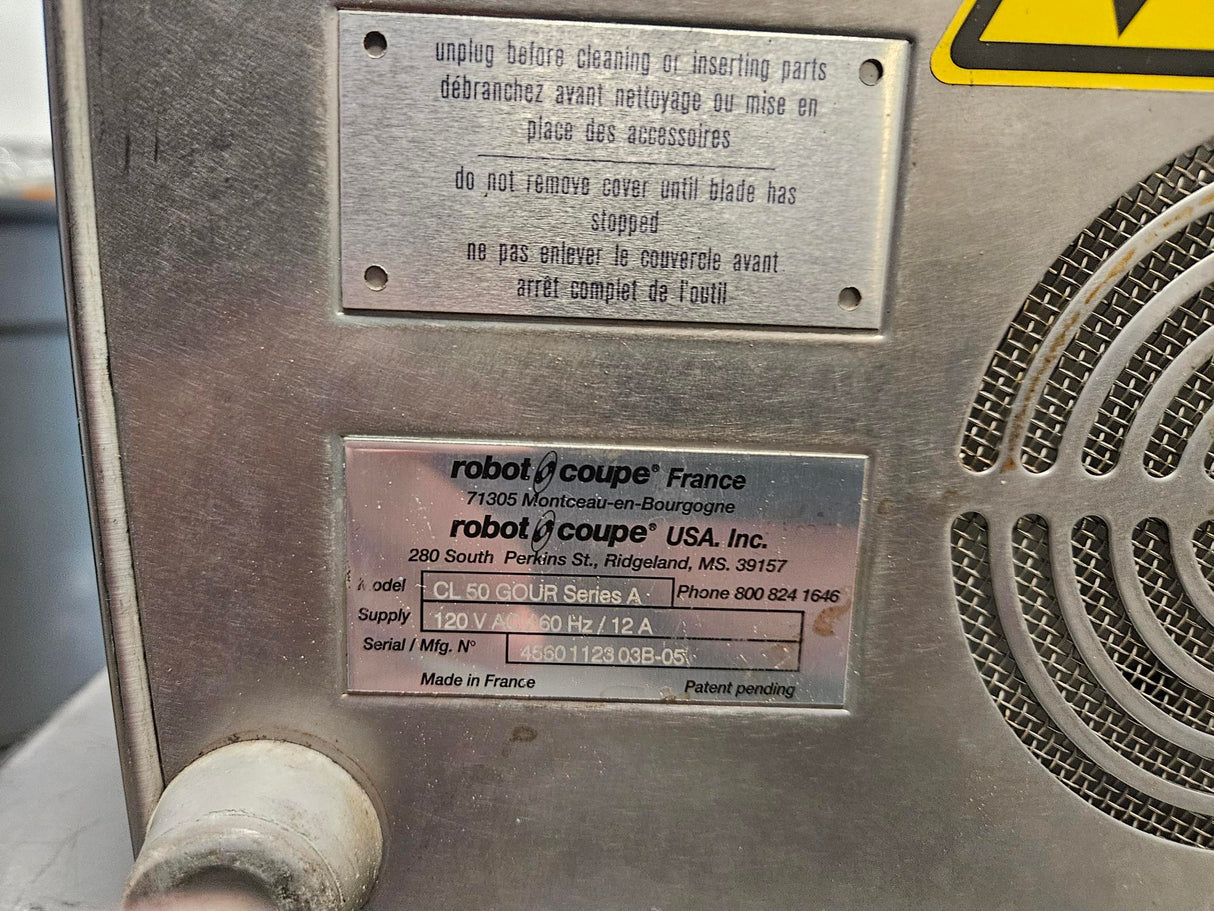 unplug before cleaning or inserting parts
débranchez avant nettoyage ou mise en
place des accessoires
do not remove cover until blade has
stopped
ne pas enlever le couvercle avant
arrêt complet de l'outil
robot coupe® France
71305 Montceau-en-Bourgogne
robot coupe® USA. Inc.
280 South Perkins St., Ridgeland, MS. 39157
Model CL 50 GOUR Series A Phone 800 824 1646
Supply 120 V AC / 60 Hz / 12 A
Serial / Mfg. N° 4560112303B-05
Made in France Patent pending